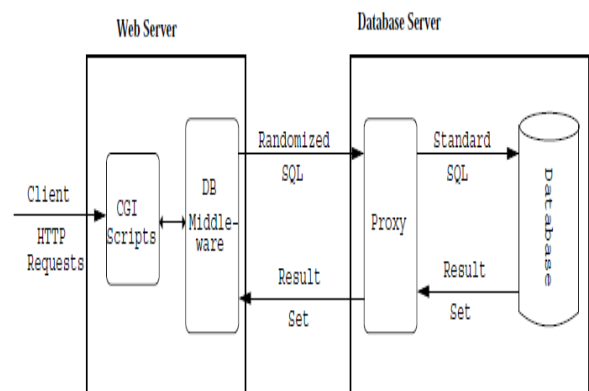 Web Server
Database Server
Client
HTTP
Requests
CGI
Scripts
DB
Middle-
ware
Randomized
SQL
Result
Set
Proxy
Standard
SQL
Result
Set
Database